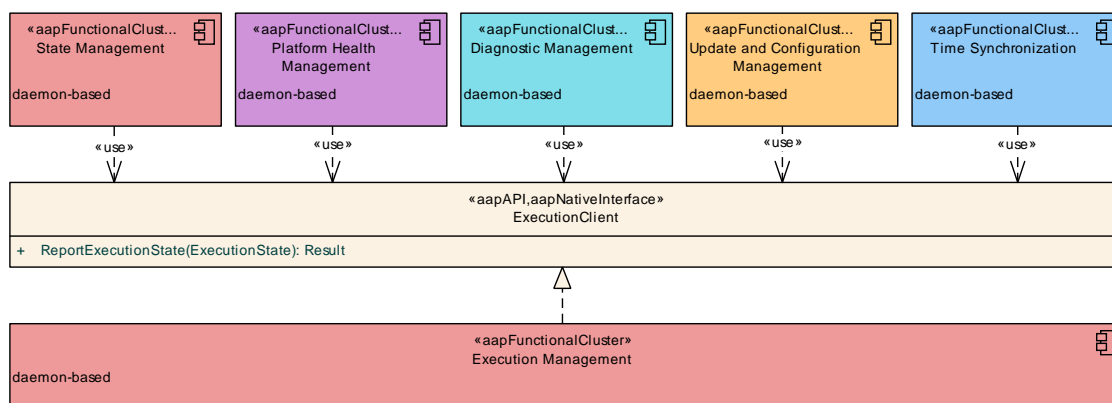 «aapFunctionalClust...
State Management
daemon-based
«aapFunctionalClust...
Platform Health
Management
daemon-based
«aapFunctionalClust...
Diagnostic Management
daemon-based
«aapFunctionalClust...
Update and Configuration
Management
daemon-based
«aapFunctionalClust...
Time Synchronization
daemon-based
«use»
«use»
«use»
«use»
«use»
«aapAPI,aapNativeInterface»
ExecutionClient
+ ReportExecutionState(ExecutionState): Result
«aapFunctionalCluster»
Execution Management
daemon-based